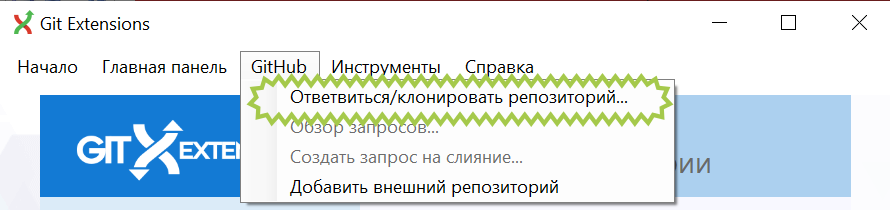 Git Extensions
Начало Главная панель GitHub Инструменты Справка
Ответвиться/клонировать репозиторий...
Обзор запросов...
Создать запрос на слияние...
Добавить внешний репозиторий
GIT EXTEN
рии